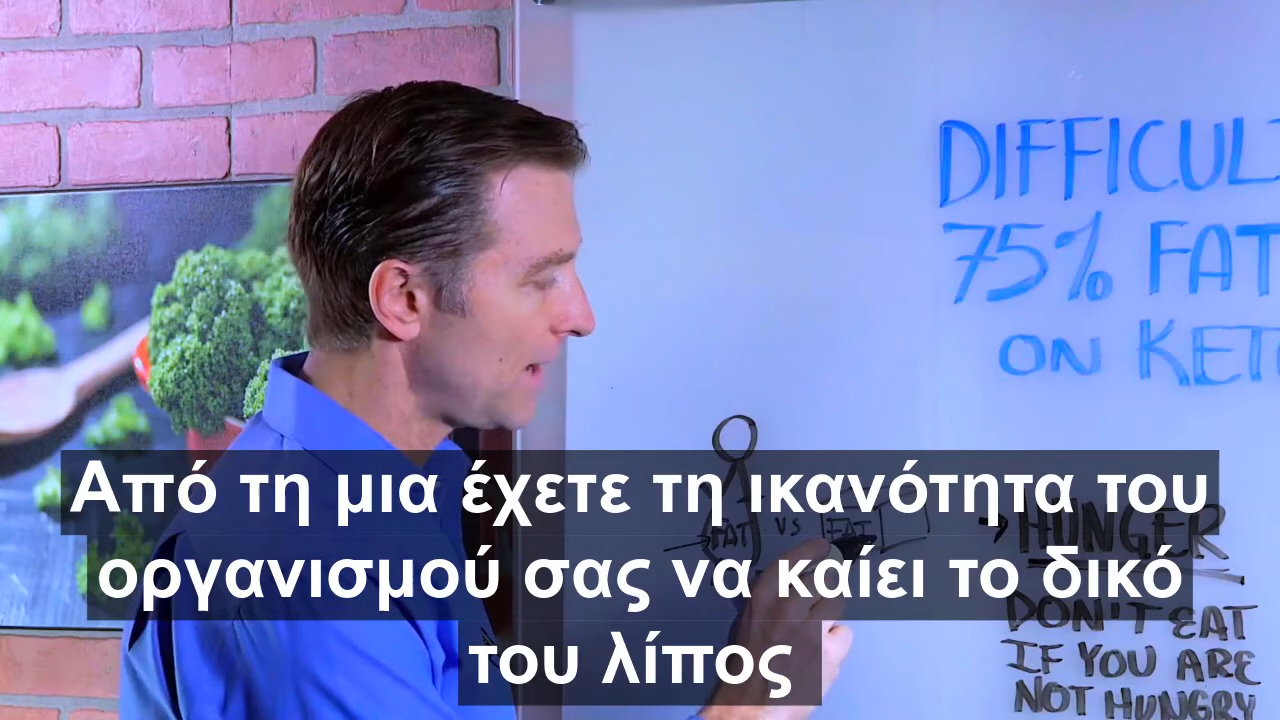 DIFFICUL
75% FAT
ON KET
FAT VS FAT
→ HUNGER
DON'T EAT
IF YOU ARE
NOT HUNGRY
Από τη μια έχετε τη ικανότητα του
οργανισμού σας να καίει το δικό
του λίπος